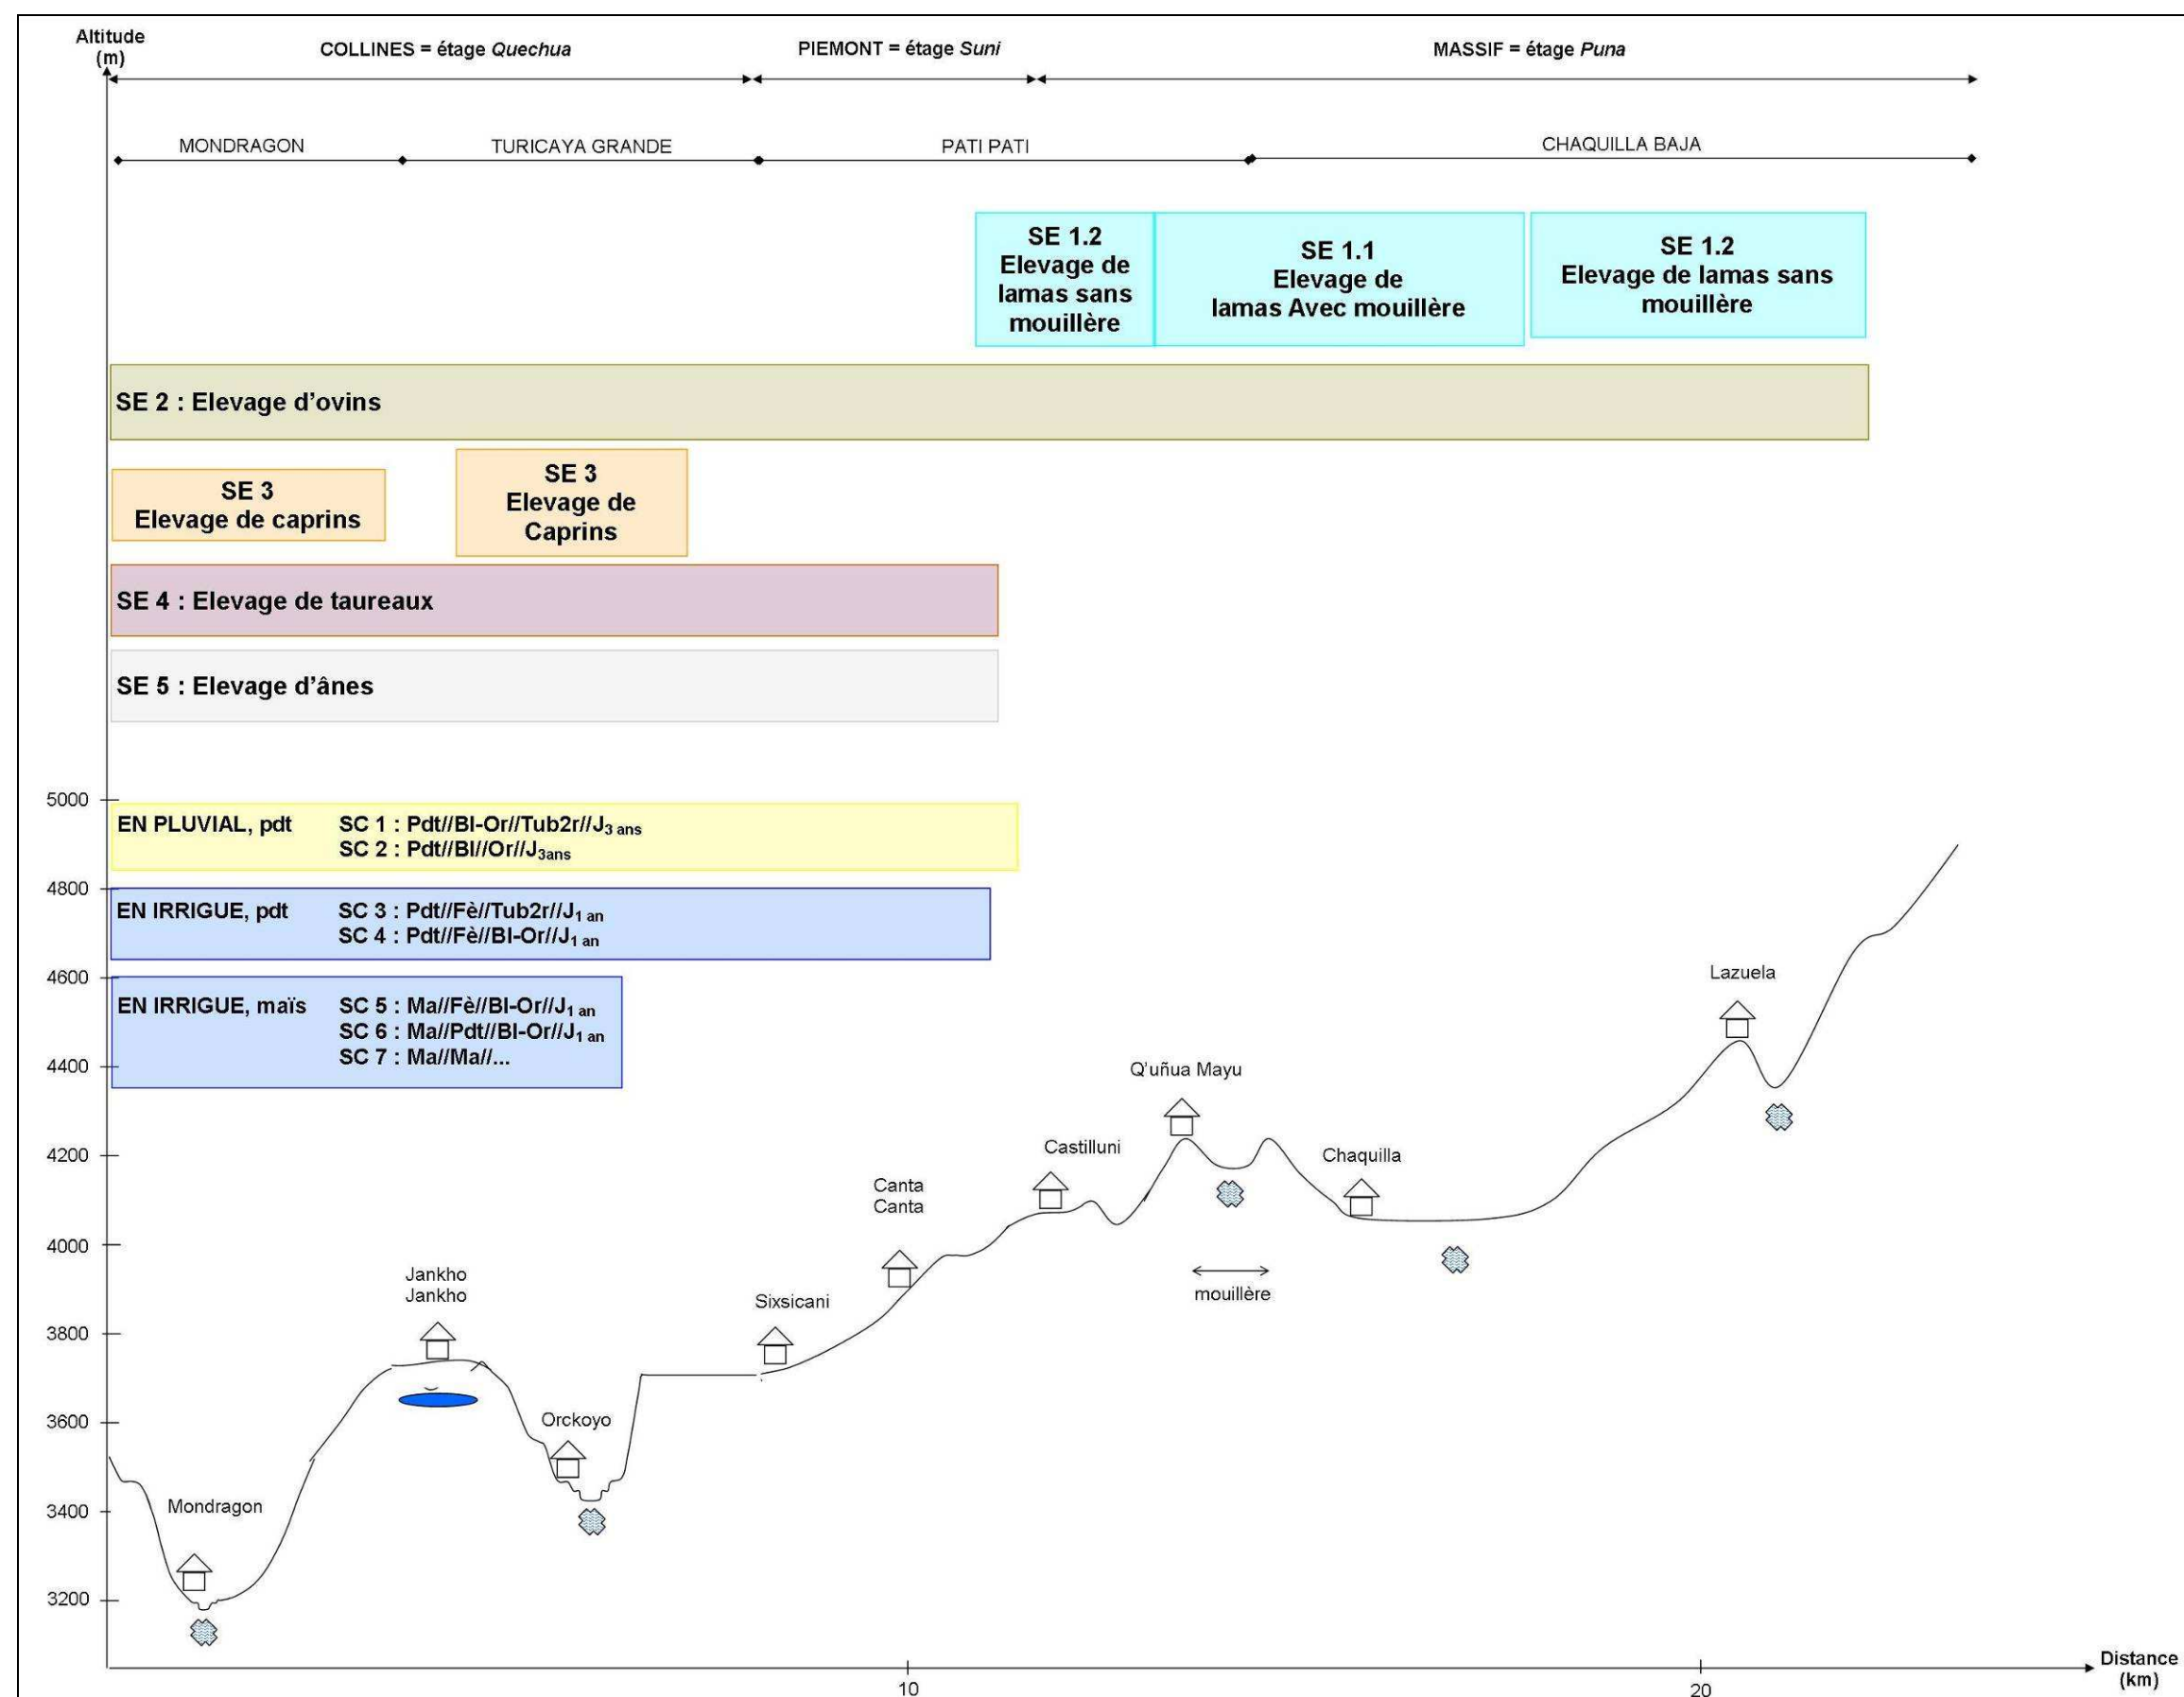 Altitude
(m)
COLLINES = étage Quechua
PIEMONT = étage Suni
MASSIF = étage Puna
MONDRAGON
TURICAYA GRANDE
PATI PATI
CHAQUILLA BAJA
SE 1.2
Elevage de
lamas sans
mouillère
SE 1.1
Elevage de
lamas Avec mouillère
SE 1.2
Elevage de lamas sans
mouillère
SE 2 : Elevage d'ovins
SE 3
Elevage de caprins
SE 3
Elevage de
Caprins
SE 4 : Elevage de taureaux
SE 5 : Elevage d'ânes
5000
EN PLUVIAL, pdt SC 1 : Pdt//Bl-Or//Tub2r//J3 ans
SC 2 : Pdt//Bl//Or//J3ans
4800
EN IRRIGUE, pdt SC 3 : Pdt//Fè//Tub2r//J1 an
SC 4 : Pdt//Fè//Bl-Or//J1 an
4600
EN IRRIGUE, maïs SC 5 : Ma//Fè//Bl-Or//J1 an
SC 6 : Ma//Pdt//Bl-Or//J1 an
SC 7 : Ma//Ma//...
Lazuela
4400
Q'uñua Mayu
4200
Castilluni
Chaquilla
Canta
Canta
4000
Jankho
Jankho
Sixsicani
mouillère
3800
3600
Orckoyo
3400
Mondragon
3200
10
20
Distance
(km)